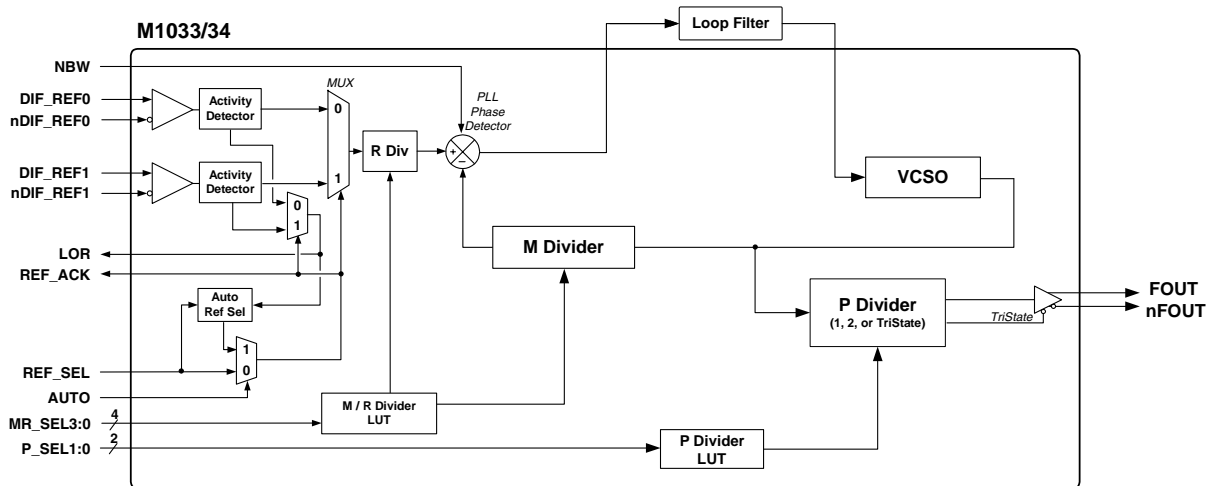 M1033/34
Loop Filter
NBW
MUX
DIF_REF0
nDIF_REF0
Activity
Detector
0
PLL
Phase
Detector
R Div
+
–
DIF_REF1
nDIF_REF1
Activity
Detector
1
0
1
VCSO
LOR
REF_ACK
M Divider
Auto
Ref Sel
P Divider
(1, 2, or TriState)
TriState
FOUT
nFOUT
1
0
REF_SEL
AUTO
MR_SEL3:0
4
M / R Divider
LUT
P_SEL1:0
2
P Divider
LUT